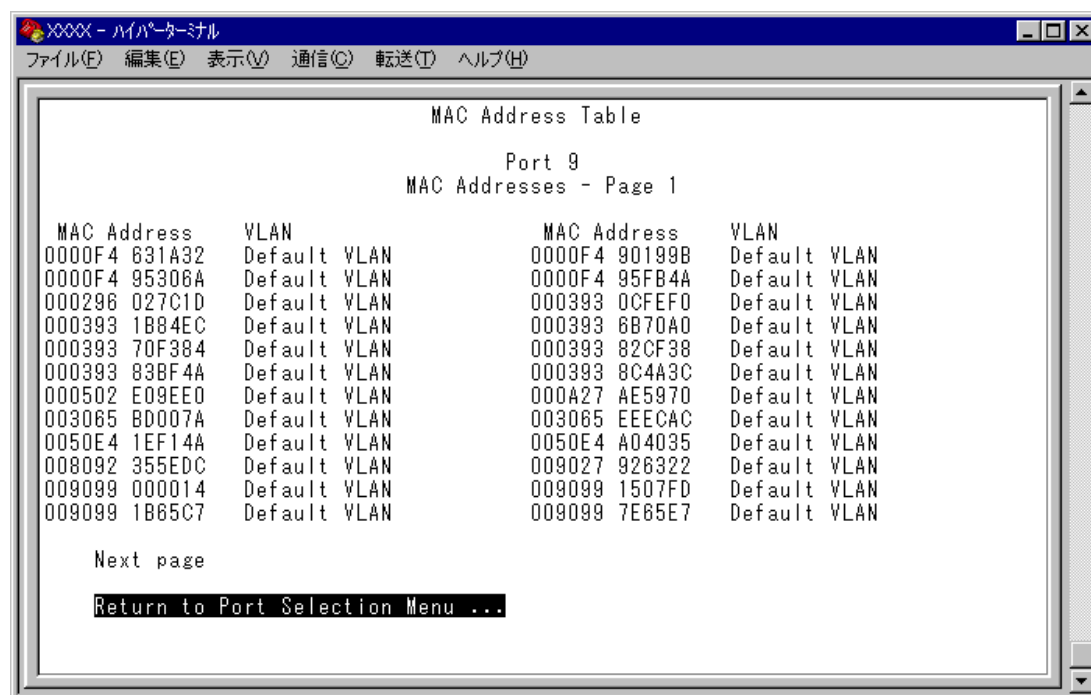 XXXX - ハイパーターミナル
ファイル(F) 編集(E) 表示(V) 通信(C) 転送(T) ヘルプ(H)
MAC Address Table
Port 9
MAC Addresses - Page 1
MAC Address VLAN MAC Address VLAN
0000F4 631A32 Default VLAN 0000F4 90199B Default VLAN
0000F4 95306A Default VLAN 0000F4 95FB4A Default VLAN
000296 027C1D Default VLAN 000393 0CFEF0 Default VLAN
000393 1B84EC Default VLAN 000393 6B70A0 Default VLAN
000393 70F384 Default VLAN 000393 82CF38 Default VLAN
000393 83BF4A Default VLAN 000393 8C4A3C Default VLAN
000502 E09EE0 Default VLAN 000A27 AE5970 Default VLAN
003065 BD007A Default VLAN 003065 EEECAC Default VLAN
0050E4 1EF14A Default VLAN 0050E4 A04035 Default VLAN
008092 355EDC Default VLAN 009027 926322 Default VLAN
009099 000014 Default VLAN 009099 1507FD Default VLAN
009099 1B65C7 Default VLAN 009099 7E65E7 Default VLAN
Next page
Return to Port Selection Menu ...